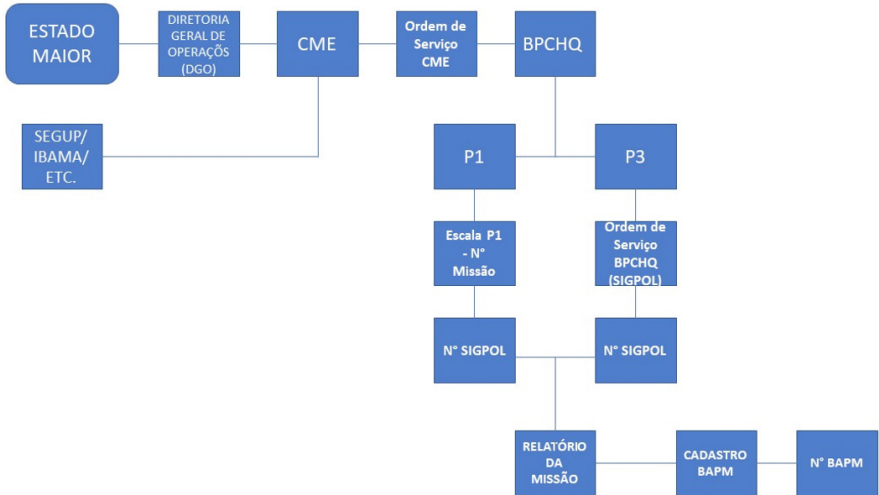 ESTADO
MAIOR
DIRETORIA
GERAL DE
OPERAÇÕS
(DGO)
CME
Ordem de
Serviço
CME
BPCHQ
SEGUP/
IBAMA/
ETC.
P1
P3
Escala P1
- N°
Missão
Ordem de
Serviço
BPCHQ
(SIGPOL)
N° SIGPOL
N° SIGPOL
RELATÓRIO
DA
MISSÃO
CADASTRO
BAPM
N° BAPM